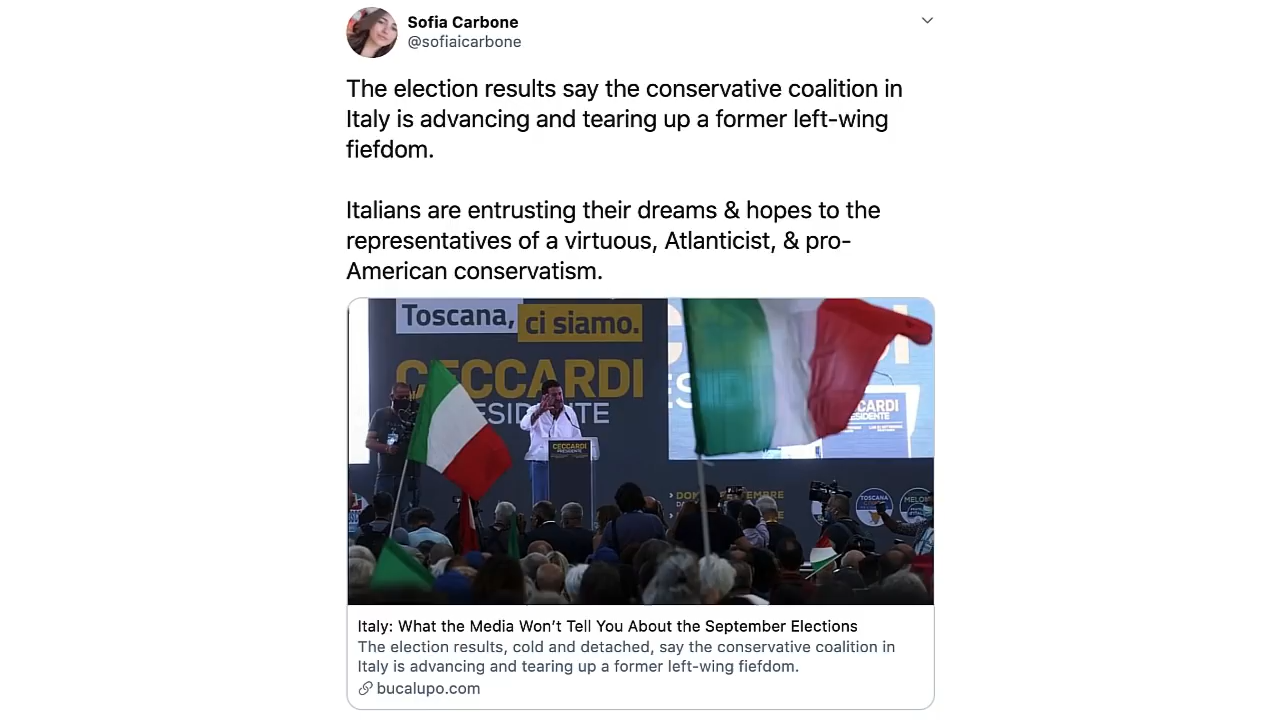 Sofia Carbone
@sofiaicarbone
The election results say the conservative coalition in
Italy is advancing and tearing up a former left-wing
fiefdom.
Italians are entrusting their dreams & hopes to the
representatives of a virtuous, Atlanticist, & pro-
American conservatism.
Toscana, ci siamo.
CECCARDI
CARDI
ESIDENTE
CECCARDI
TOSCANA
MELONI
Italy: What the Media Won’t Tell You About the September Elections
The election results, cold and detached, say the conservative coalition in
Italy is advancing and tearing up a former left-wing fiefdom.
bucalupo.com